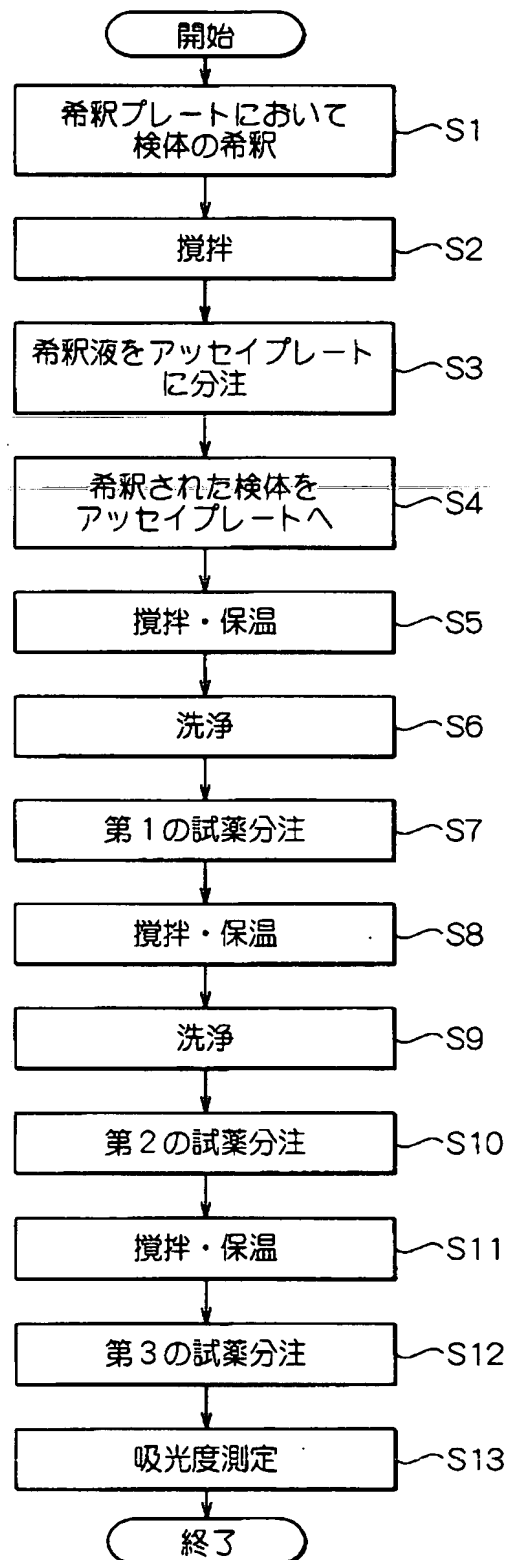 開始
希釈プレートにおいて
検体の希釈
S1
攪拌
S2
希釈液をアッセイプレート
に分注
S3
希釈された検体を
アッセイプレートへ
S4
攪拌・保温
S5
洗浄
S6
第1の試薬分注
S7
攪拌・保温
S8
洗浄
S9
第2の試薬分注
S10
攪拌・保温
S11
第3の試薬分注
S12
吸光度測定
S13
終了